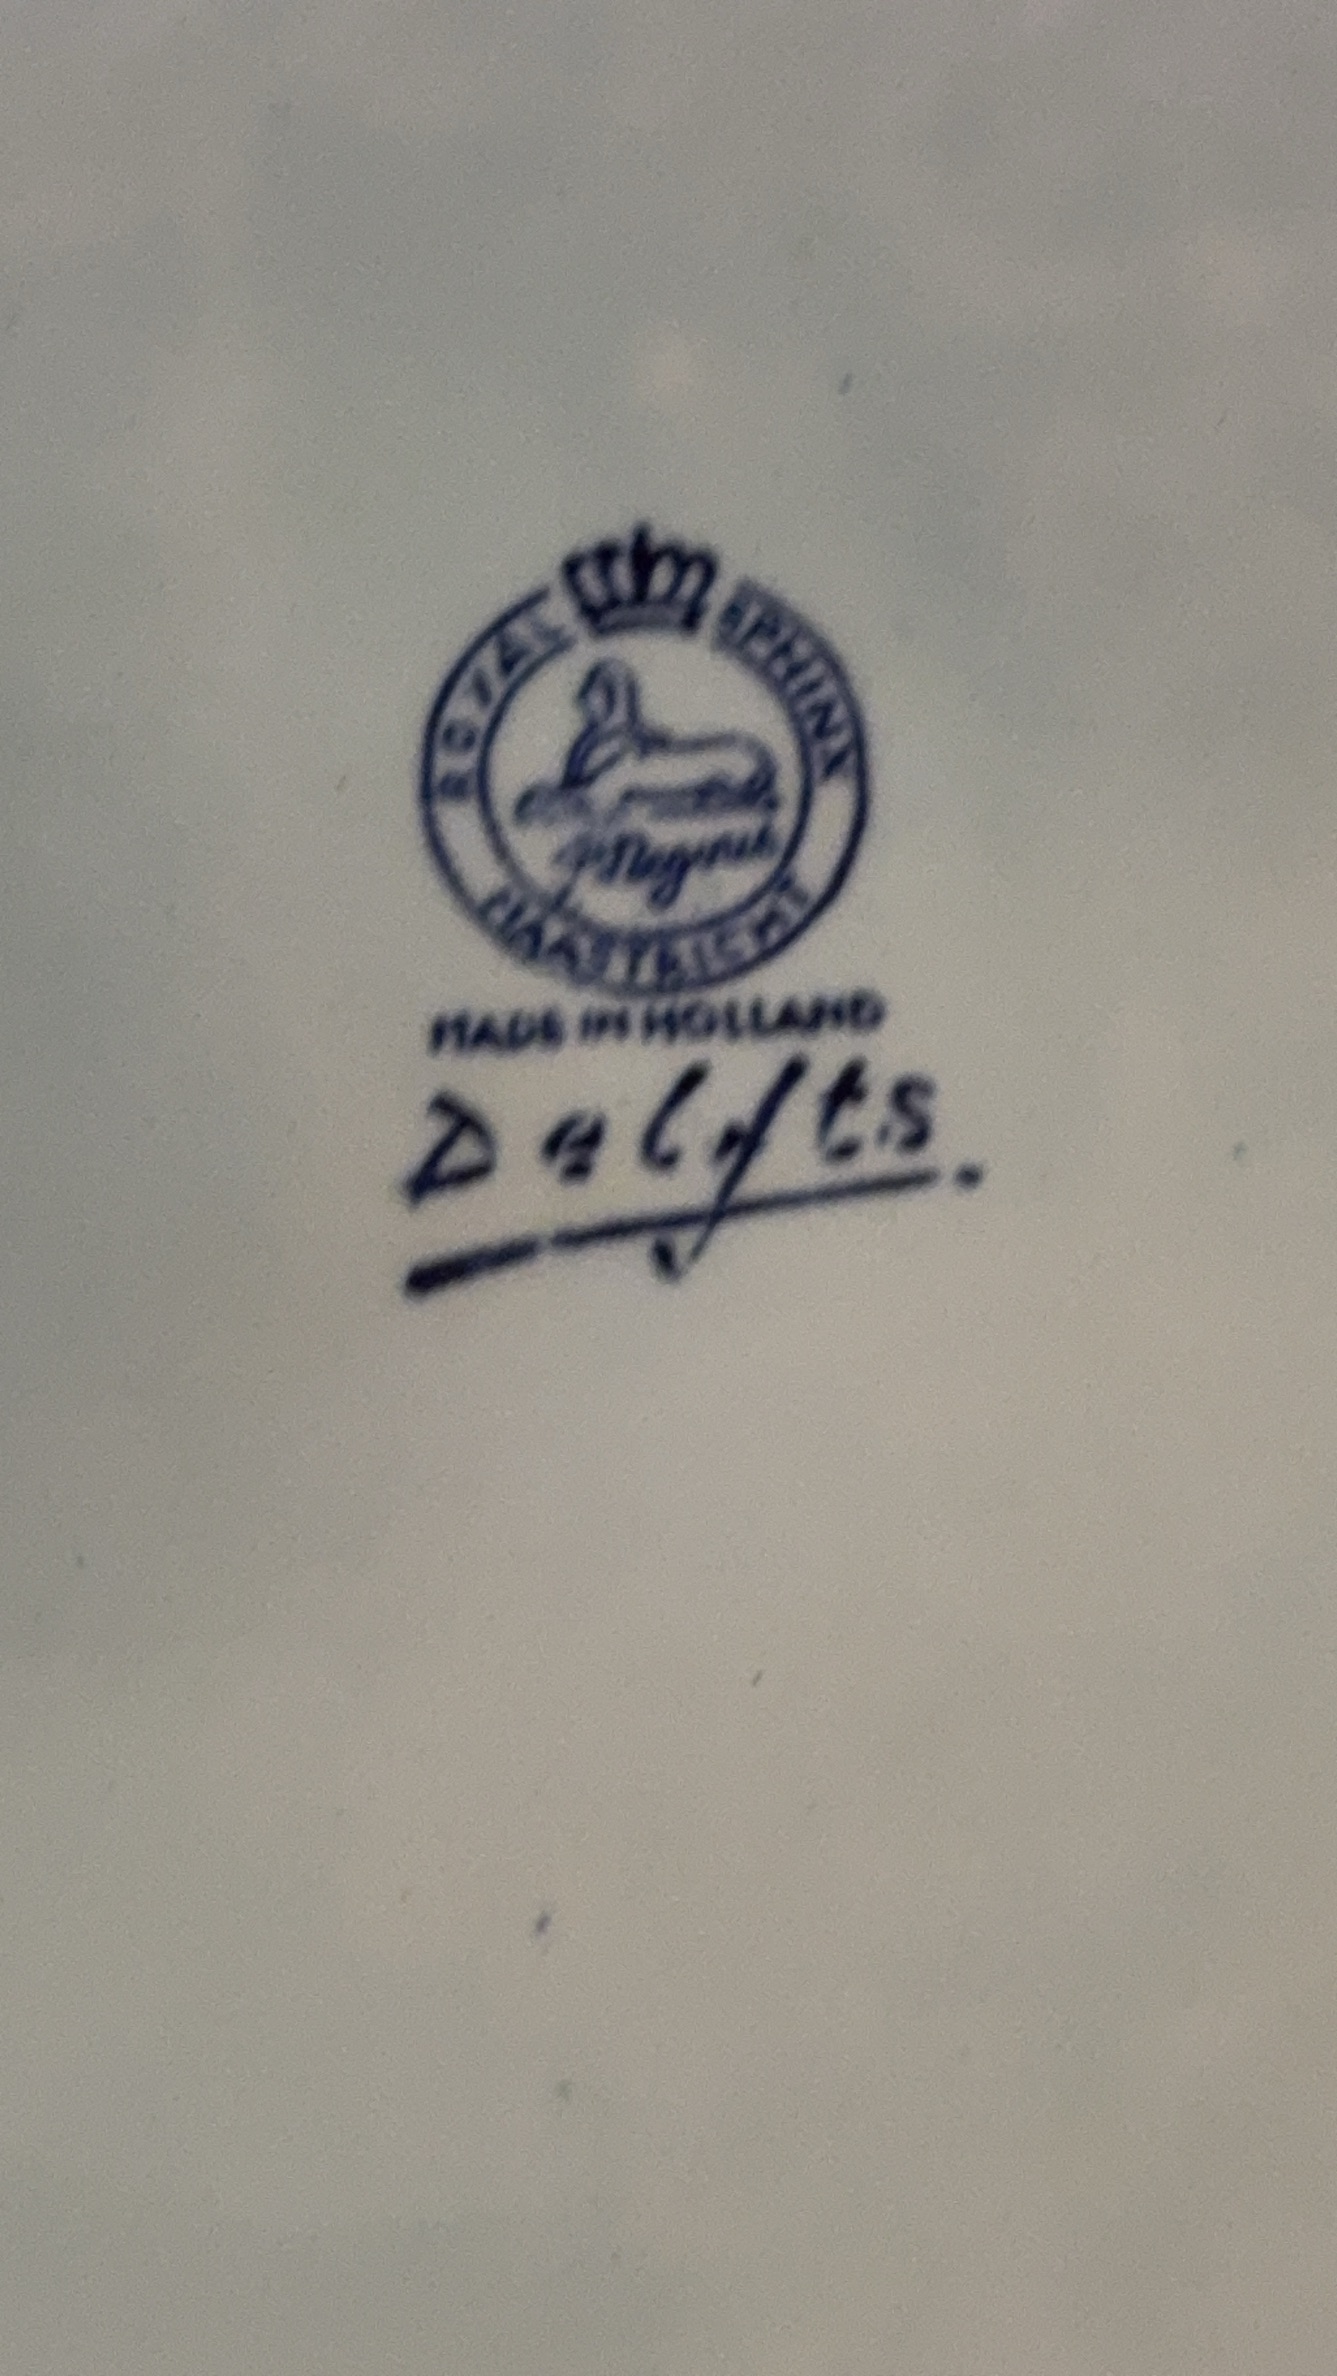 ROYAL SPHINX
P. Regout
MAASTRICHT
MADE IN HOLLAND
Delfts